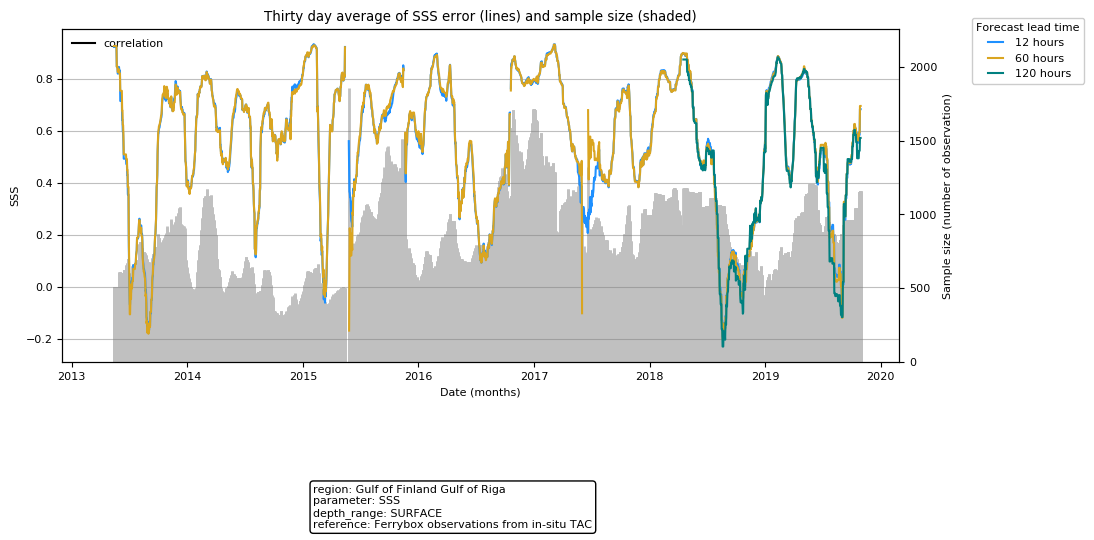 Thirty day average of SSS error (lines) and sample size (shaded)
correlation
Forecast lead time
12 hours
60 hours
120 hours
SSS
0.8
0.6
0.4
0.2
0.0
−0.2
2000
1500
1000
500
0
Sample size (number of observation)
2013 2014 2015 2016 2017 2018 2019 2020
Date (months)
region: Gulf of Finland Gulf of Riga
parameter: SSS
depth_range: SURFACE
reference: Ferrybox observations from in-situ TAC